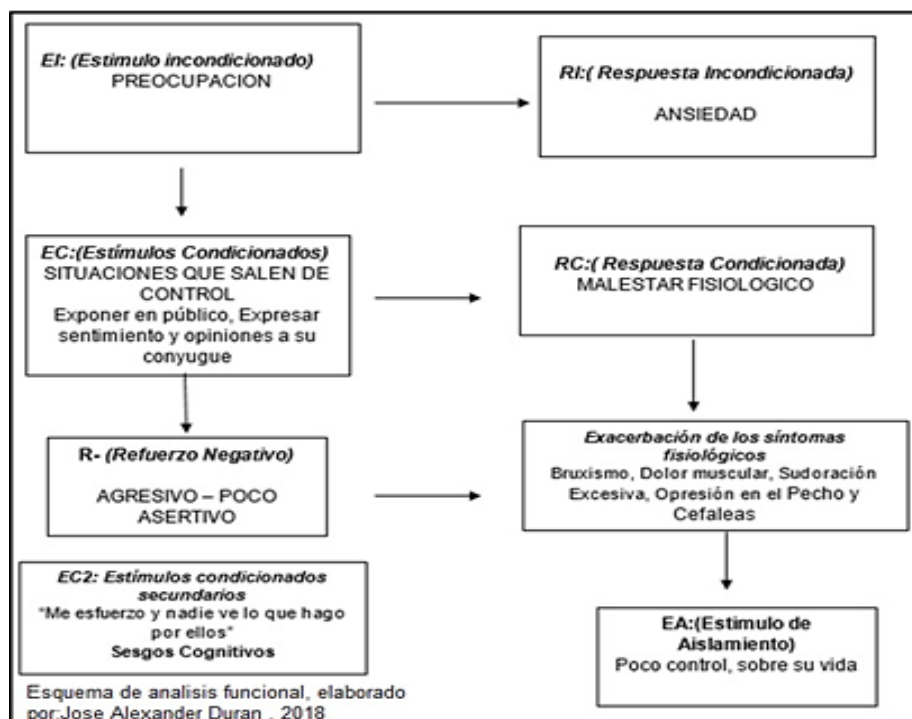 EI: (Estimulo incondicionado)
PREOCUPACION
RI:( Respuesta Incondicionada)
ANSIEDAD
EC:(Estímulos Condicionados)
SITUACIONES QUE SALEN DE
CONTROL
Exponer en público, Expresar
sentimiento y opiniones a su
conyugue
RC:( Respuesta Condicionada)
MALESTAR FISIOLOGICO
R- (Refuerzo Negativo)
AGRESIVO – POCO
ASERTIVO
Exacerbación de los síntomas
fisiológicos
Bruxismo, Dolor muscular, Sudoración
Excesiva, Opresión en el Pecho y
Cefaleas
EC2: Estímulos condicionados
secundarios
"Me esfuerzo y nadie ve lo que hago
por ellos"
Sesgos Cognitivos
EA:(Estimulo de
Aislamiento)
Poco control, sobre su vida
Esquema de analisis funcional, elaborado
por:Jose Alexander Duran , 2018